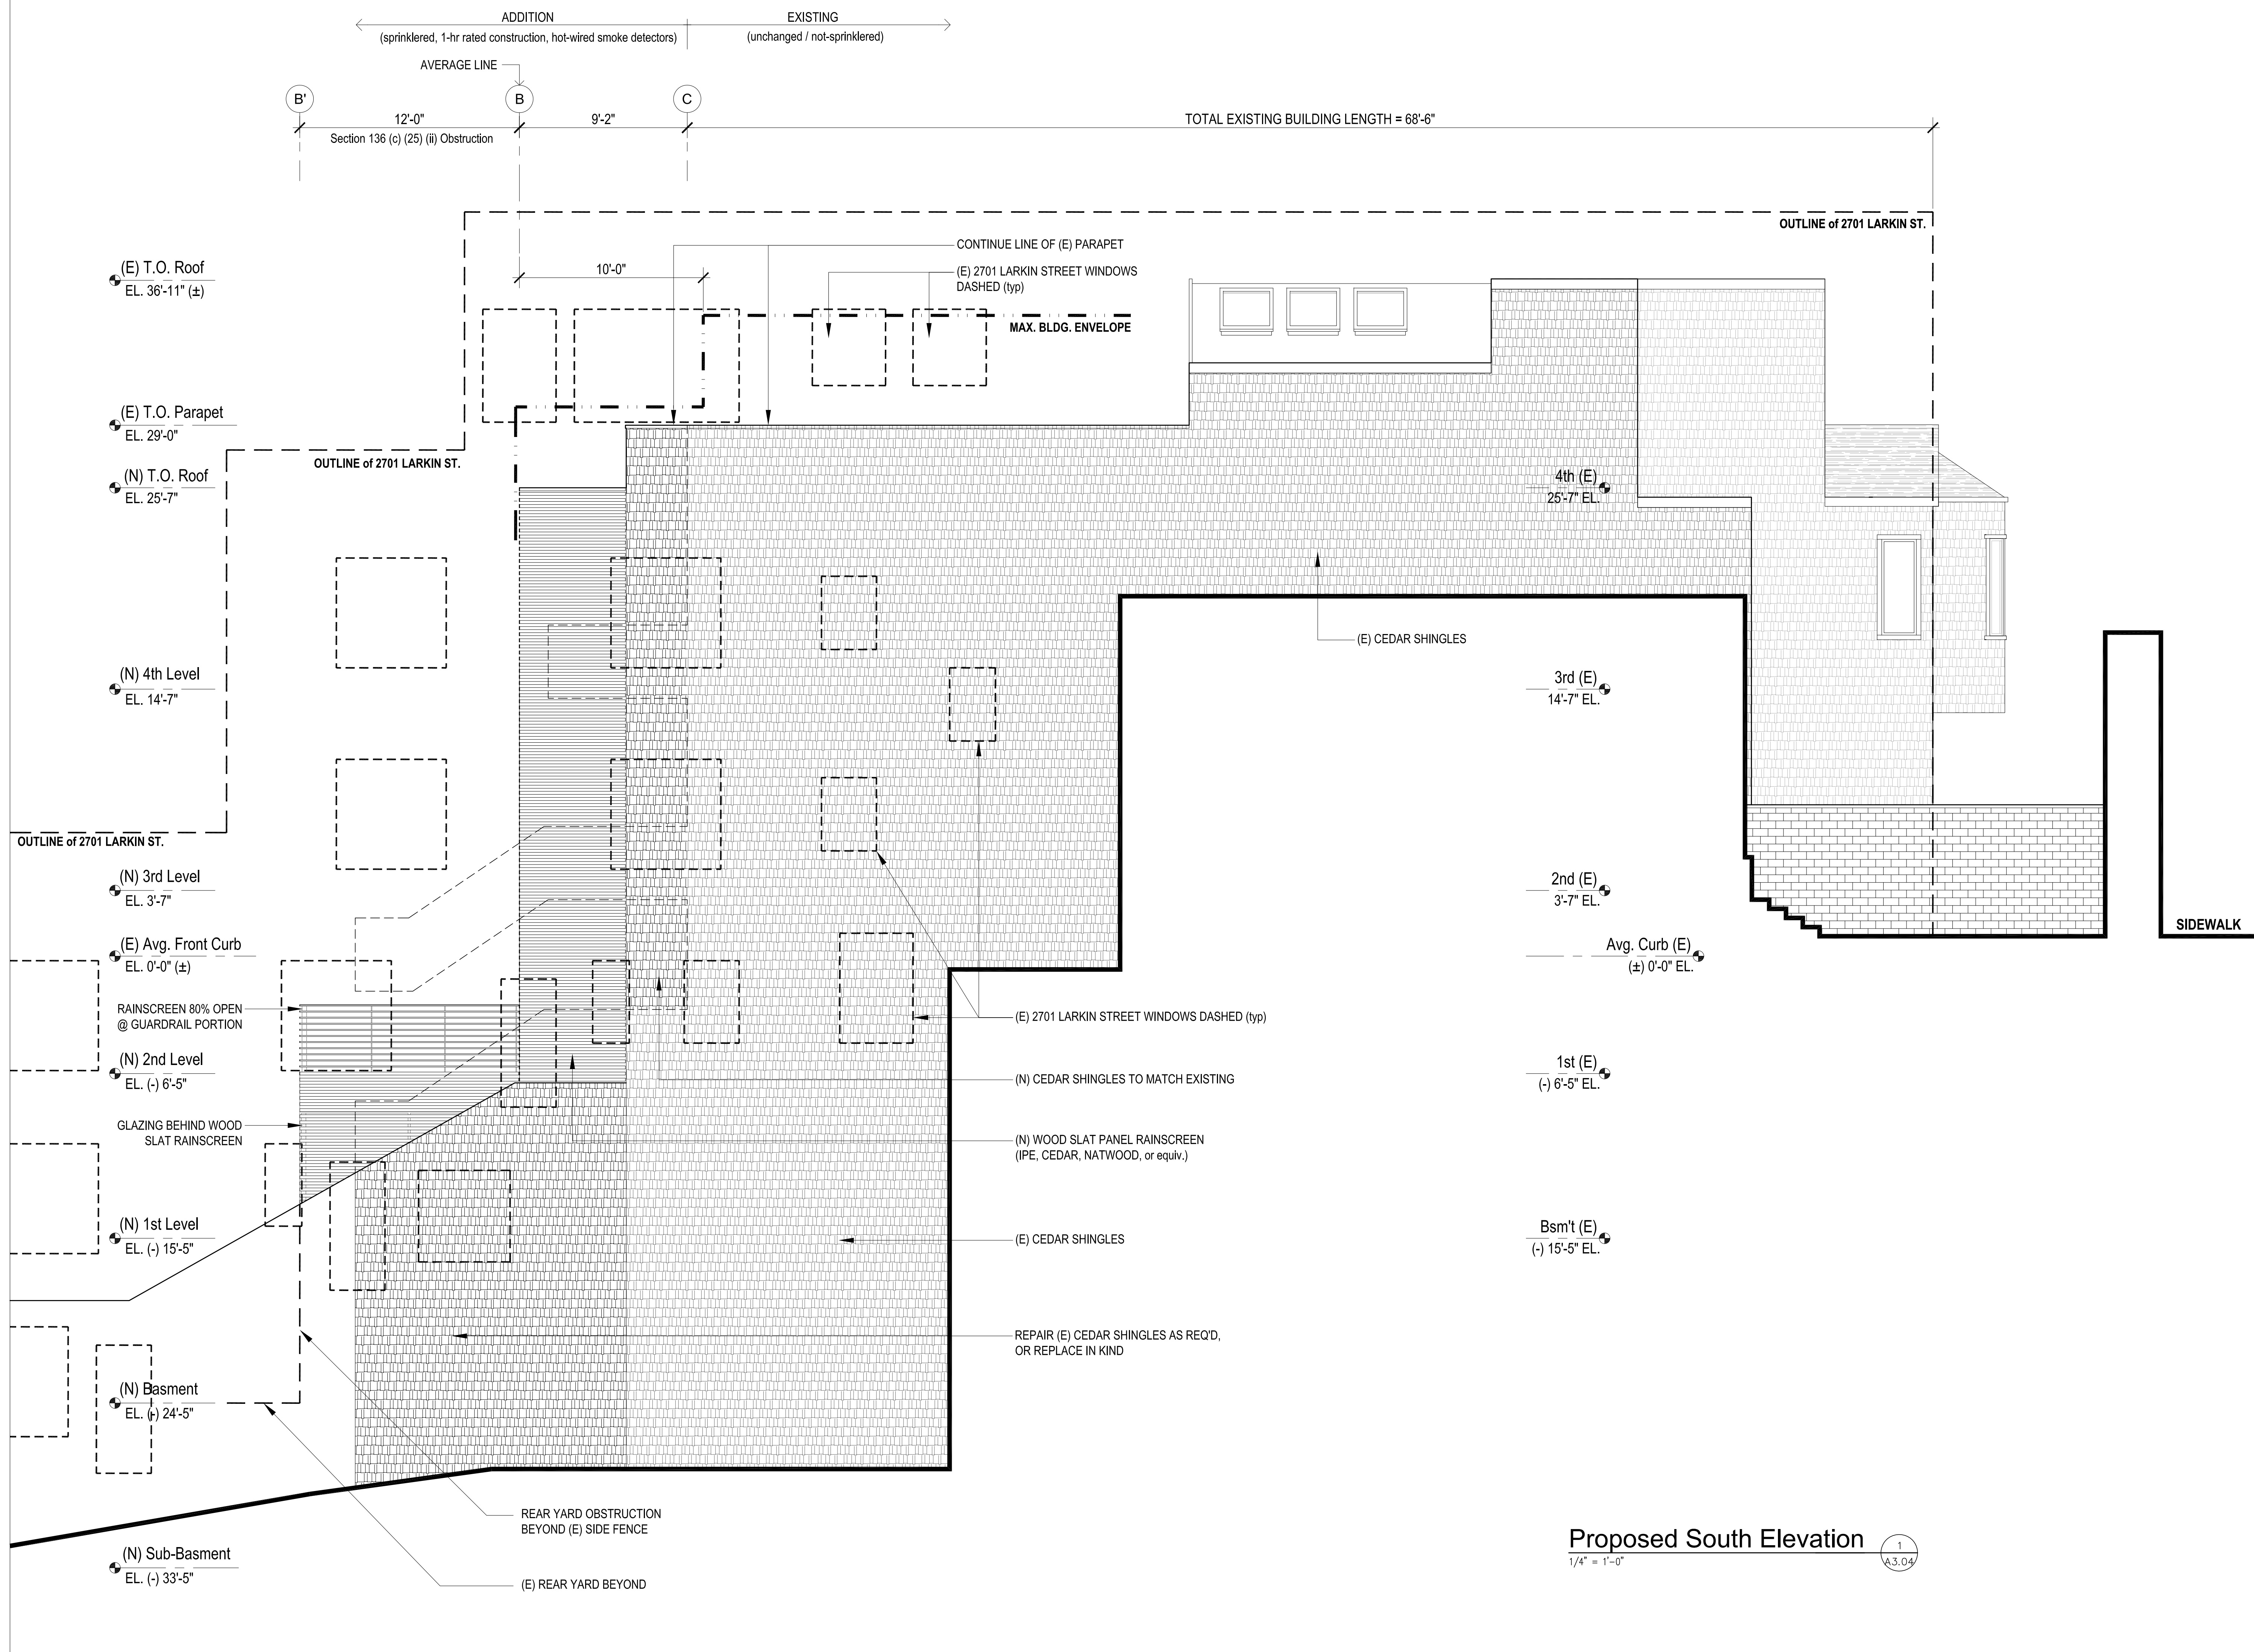 ADDITION
(sprinklered, 1-hr rated construction, hot-wired smoke detectors)
EXISTING
(unchanged / not-sprinklered)
AVERAGE LINE
B'
B
C
12'-0"
Section 136 (c) (25) (ii) Obstruction
9'-2"
TOTAL EXISTING BUILDING LENGTH = 68'-6"
OUTLINE of 2701 LARKIN ST.
CONTINUE LINE OF (E) PARAPET
(E) 2701 LARKIN STREET WINDOWS
DASHED (typ)
10'-0"
MAX. BLDG. ENVELOPE
(E) T.O. Roof
EL. 36'-11" (±)
(E) T.O. Parapet
EL. 29'-0"
OUTLINE of 2701 LARKIN ST.
(N) T.O. Roof
EL. 25'-7"
4th (E)
25'-7" EL.
(E) CEDAR SHINGLES
(N) 4th Level
EL. 14'-7"
3rd (E)
14'-7" EL.
OUTLINE of 2701 LARKIN ST.
(N) 3rd Level
EL. 3'-7"
2nd (E)
3'-7" EL.
SIDEWALK
(E) Avg. Front Curb
EL. 0'-0" (±)
Avg. Curb (E)
(±) 0'-0" EL.
RAINSCREEN 80% OPEN
@ GUARDRAIL PORTION
(E) 2701 LARKIN STREET WINDOWS DASHED (typ)
(N) 2nd Level
EL. (-) 6'-5"
1st (E)
(-) 6'-5" EL.
(N) CEDAR SHINGLES TO MATCH EXISTING
GLAZING BEHIND WOOD
SLAT RAINSCREEN
(N) WOOD SLAT PANEL RAINSCREEN
(IPE, CEDAR, NATWOOD, or equiv.)
(N) 1st Level
EL. (-) 15'-5"
(E) CEDAR SHINGLES
Bsm't (E)
(-) 15'-5" EL.
REPAIR (E) CEDAR SHINGLES AS REQ'D,
OR REPLACE IN KIND
(N) Basment
EL. (-) 24'-5"
REAR YARD OBSTRUCTION
BEYOND (E) SIDE FENCE
(N) Sub-Basment
EL. (-) 33'-5"
(E) REAR YARD BEYOND
Proposed South Elevation
1/4" = 1'-0"
1
A3.04